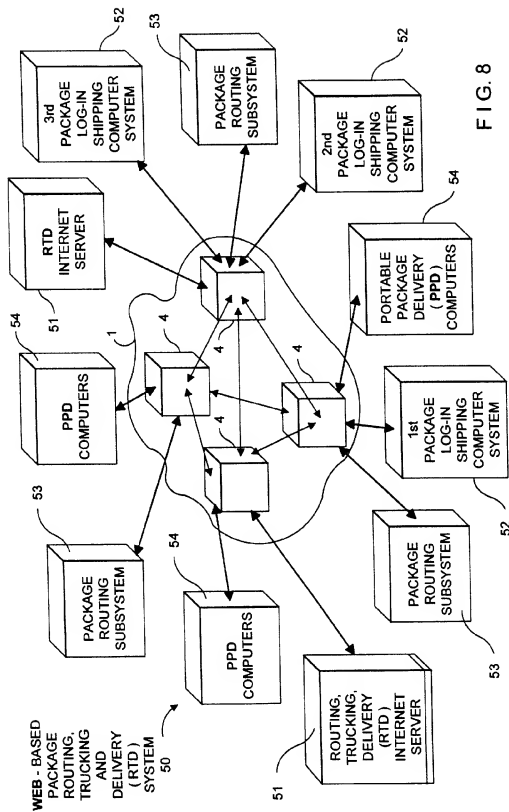 WEB - BASED
PACKAGE
ROUTING,
TRUCKING
AND
DELIVERY
(RTD)
SYSTEM
50
53
PACKAGE
ROUTING
SUBSYSTEM
54
PPD
COMPUTERS
51
RTD
INTERNET
SERVER
52
3rd
PACKAGE
LOG-IN
SHIPPING
COMPUTER
SYSTEM
53
PACKAGE
ROUTING
SUBSYSTEM
52
2nd
PACKAGE
LOG-IN
SHIPPING
COMPUTER
SYSTEM
1
4
4
4
4
54
PPD
COMPUTERS
51
ROUTING,
TRUCKING,
DELIVERY
(RTD)
INTERNET
SERVER
53
PACKAGE
ROUTING
SUBSYSTEM
52
1st
PACKAGE
LOG-IN
SHIPPING
COMPUTER
SYSTEM
54
PORTABLE
PACKAGE
DELIVERY
(PPD)
COMPUTERS
FIG. 8